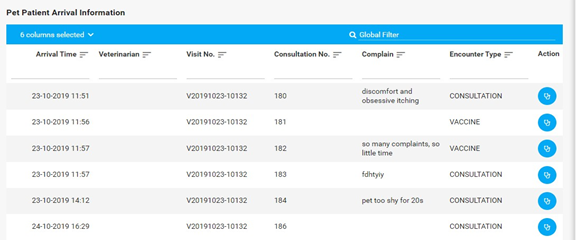 Pet Patient Arrival Information
6 columns selected Global Filter
Arrival Time Veterinarian Visit No. Consultation No. Complain Encounter Type Action
23-10-2019 11:51 V20191023-10132 180 discomfort and obsessive itching CONSULTATION
23-10-2019 11:56 V20191023-10132 181 VACCINE
23-10-2019 11:57 V20191023-10132 182 so many complaints, so little time VACCINE
23-10-2019 11:57 V20191023-10132 183 fdhtyiy CONSULTATION
23-10-2019 14:12 V20191023-10132 184 pet too shy for 20s CONSULTATION
24-10-2019 16:29 V20191023-10132 186 CONSULTATION